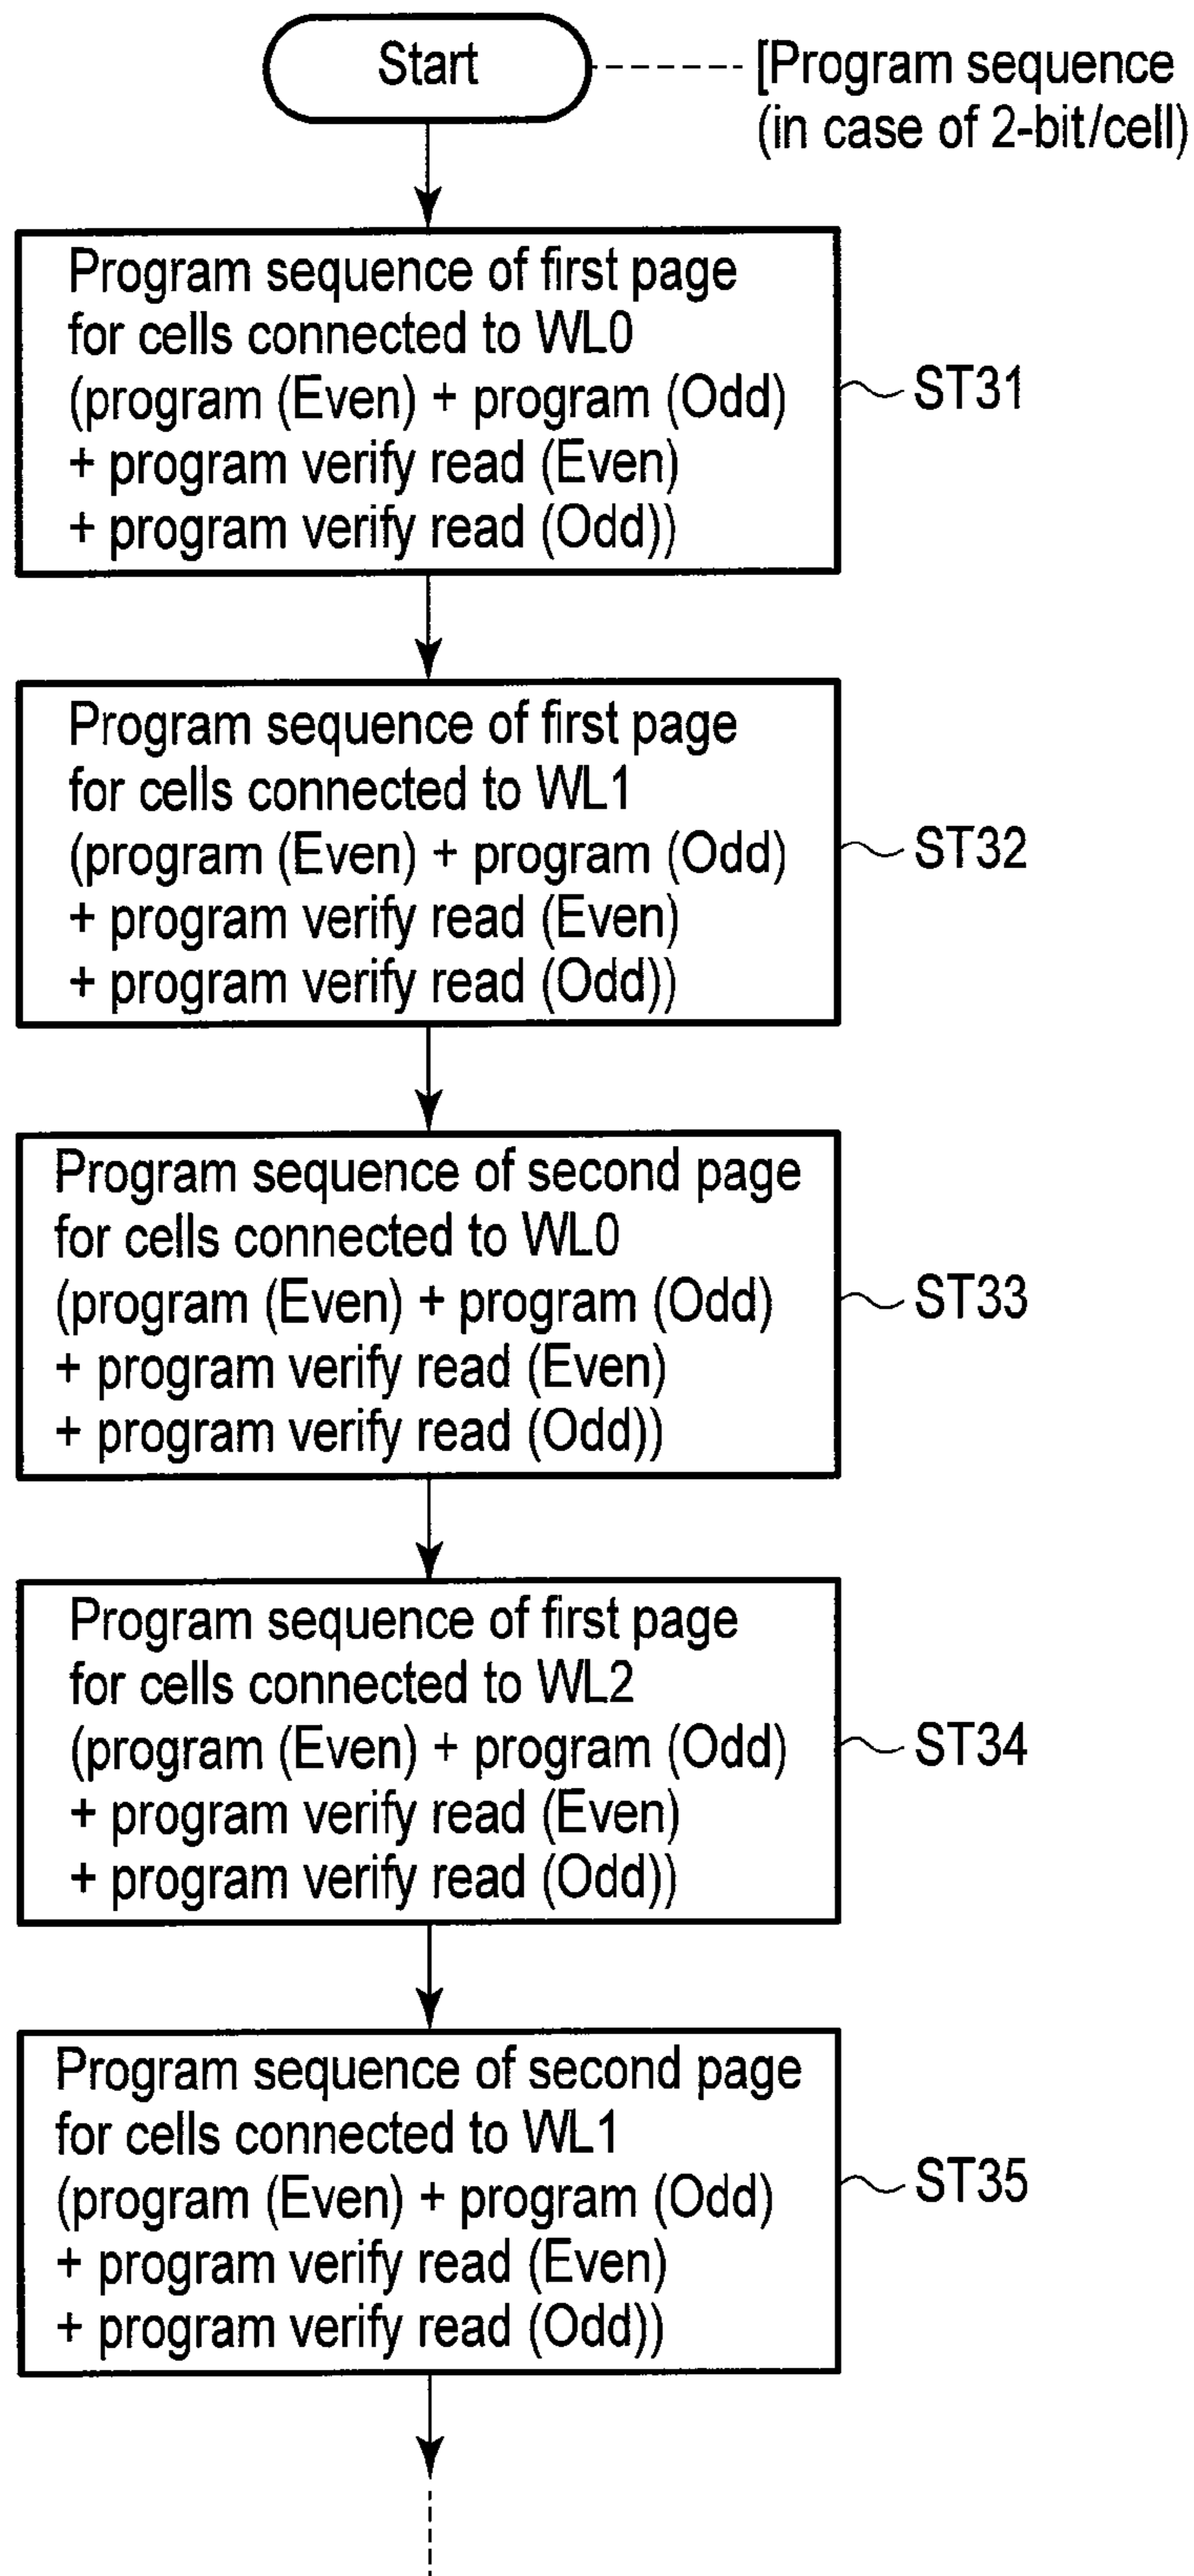 Start
[Program sequence
(in case of 2-bit/cell)
Program sequence of first page
for cells connected to WL0
(program (Even) + program (Odd)
+ program verify read (Even)
+ program verify read (Odd))
ST31
Program sequence of first page
for cells connected to WL1
(program (Even) + program (Odd)
+ program verify read (Even)
+ program verify read (Odd))
ST32
Program sequence of second page
for cells connected to WL0
(program (Even) + program (Odd)
+ program verify read (Even)
+ program verify read (Odd))
ST33
Program sequence of first page
for cells connected to WL2
(program (Even) + program (Odd)
+ program verify read (Even)
+ program verify read (Odd))
ST34
Program sequence of second page
for cells connected to WL1
(program (Even) + program (Odd)
+ program verify read (Even)
+ program verify read (Odd))
ST35